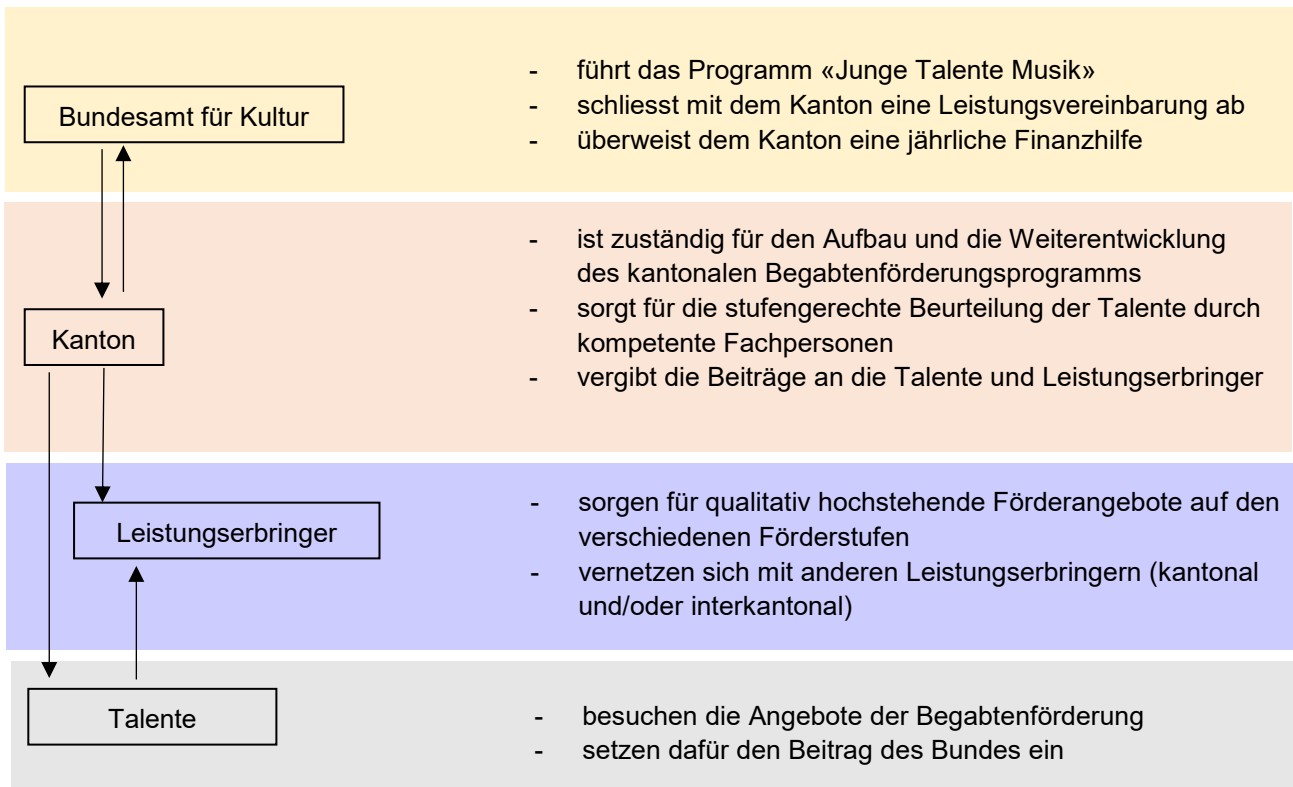 Bundesamt für Kultur
- führt das Programm «Junge Talente Musik»
- schliesst mit dem Kanton eine Leistungsvereinbarung ab
- überweist dem Kanton eine jährliche Finanzhilfe
Kanton
- ist zuständig für den Aufbau und die Weiterentwicklung
des kantonalen Begabtenförderungsprogramms
- sorgt für die stufengerechte Beurteilung der Talente durch
kompetente Fachpersonen
- vergibt die Beiträge an die Talente und Leistungserbringer
Leistungserbringer
- sorgen für qualitativ hochstehende Förderangebote auf den
verschiedenen Förderstufen
- vernetzen sich mit anderen Leistungserbringern (kantonal
und/oder interkantonal)
Talente
- besuchen die Angebote der Begabtenförderung
- setzen dafür den Beitrag des Bundes ein